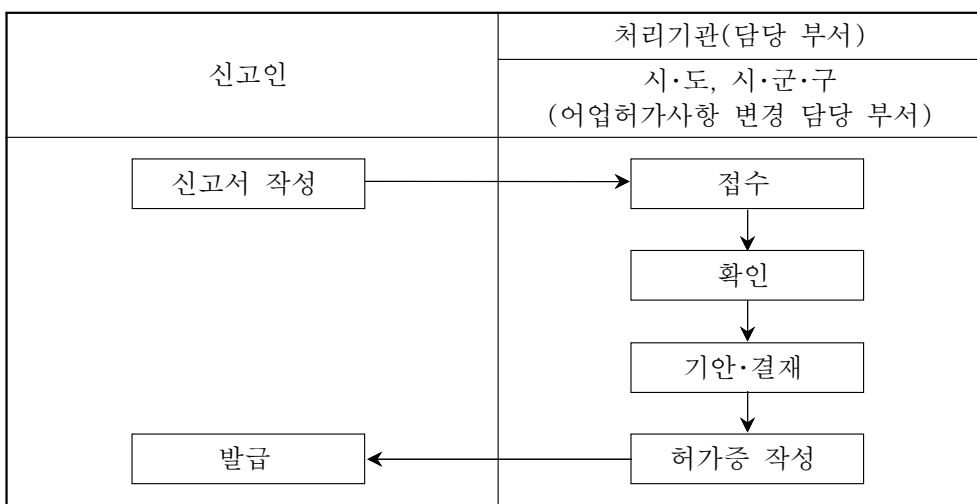 신고인
처리기관(담당 부서)
시·도, 시·군·구
(어업허가사항 변경 담당 부서)
신고서 작성
접수
확인
기안·결재
발급
허가증 작성